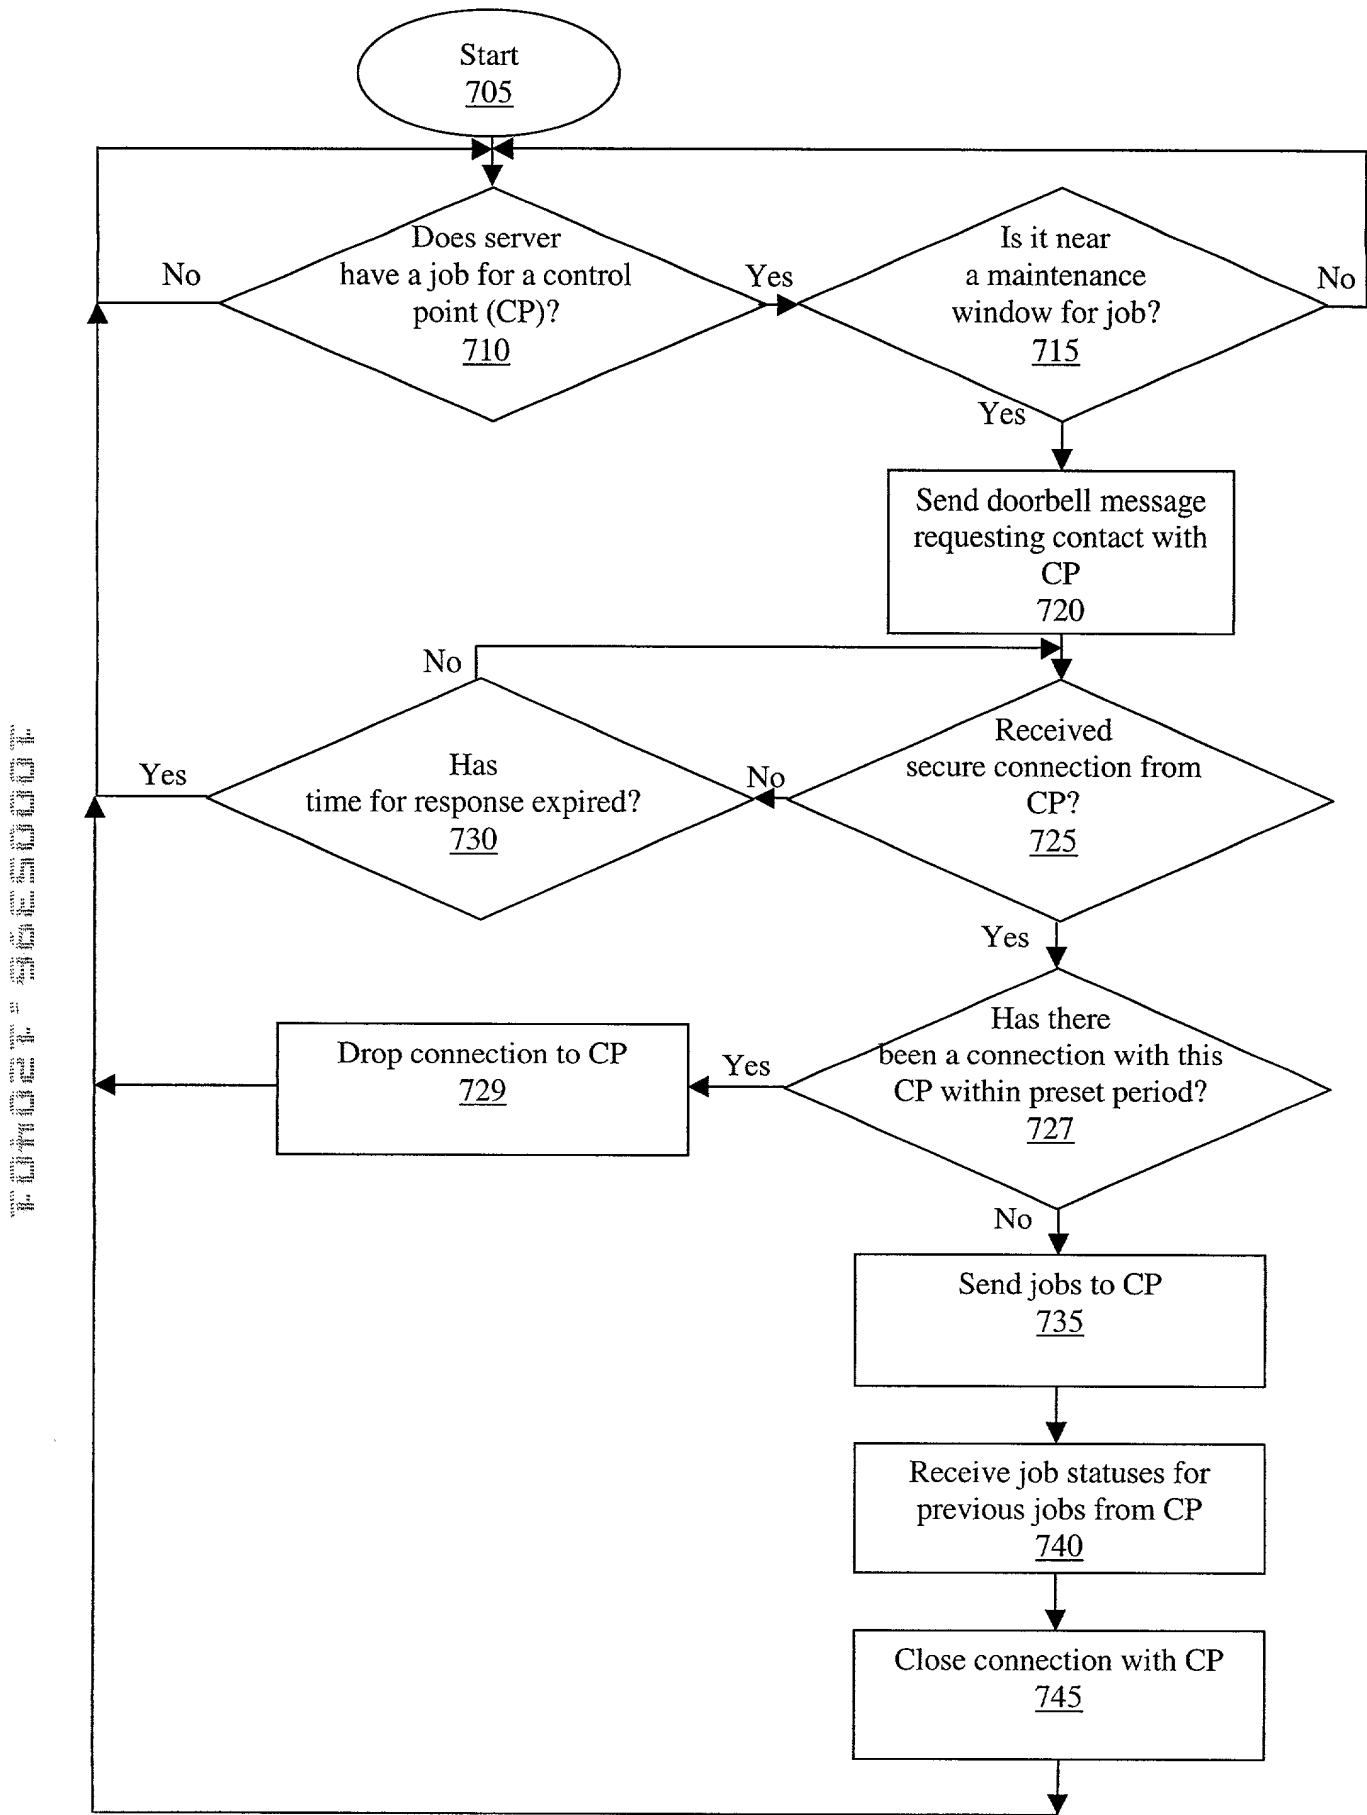 Start
705
Does server
have a job for a control
point (CP)?
710
No
Yes
Is it near
a maintenance
window for job?
715
No
Yes
Send doorbell message
requesting contact with
CP
720
No
Has
time for response expired?
730
Yes
No
Received
secure connection from
CP?
725
Yes
Has there
been a connection with this
CP within preset period?
727
Yes
Drop connection to CP
729
No
Send jobs to CP
735
Receive job statuses for
previous jobs from CP
740
Close connection with CP
745